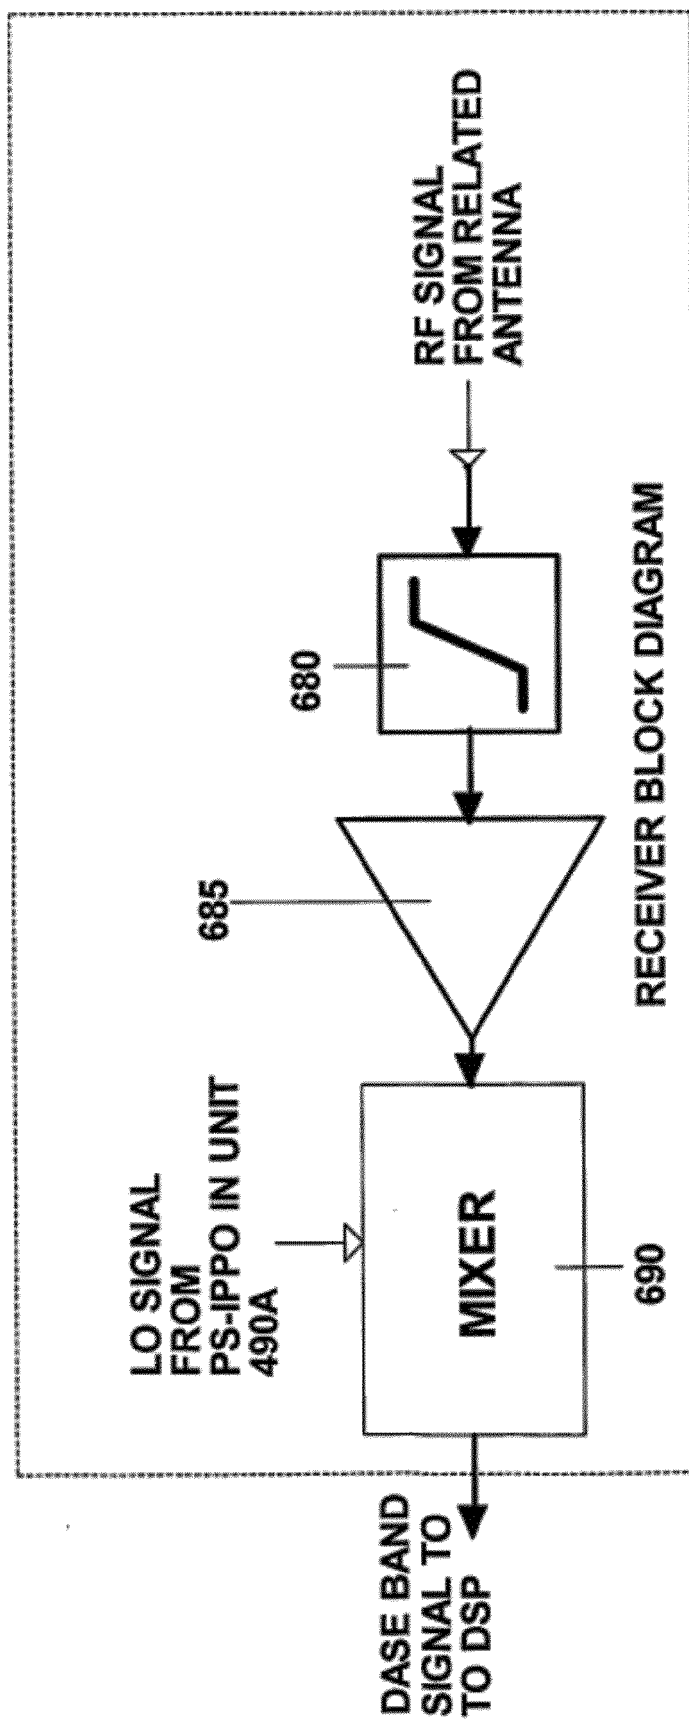 RF SIGNAL
FROM RELATED
ANTENNA
680
685
LO SIGNAL
FROM
PS-IPPO IN UNIT
490A
MIXER
690
DASE BAND
SIGNAL TO
TO DSP
RECEIVER BLOCK DIAGRAM